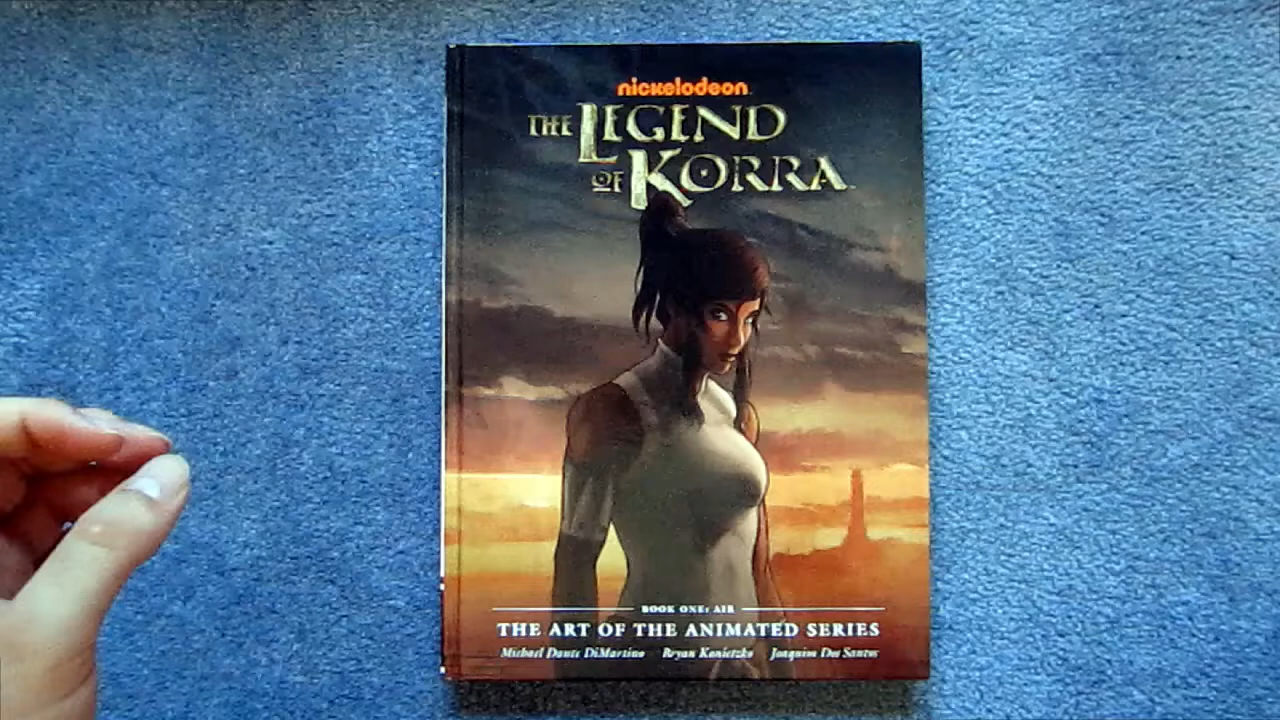 nickelodeon
THE LEGEND
OF KORRA
BOOK ONE: AIR
THE ART OF THE ANIMATED SERIES
Michael Dante DiMartino Bryan Konietzko Joaquim Dos Santos